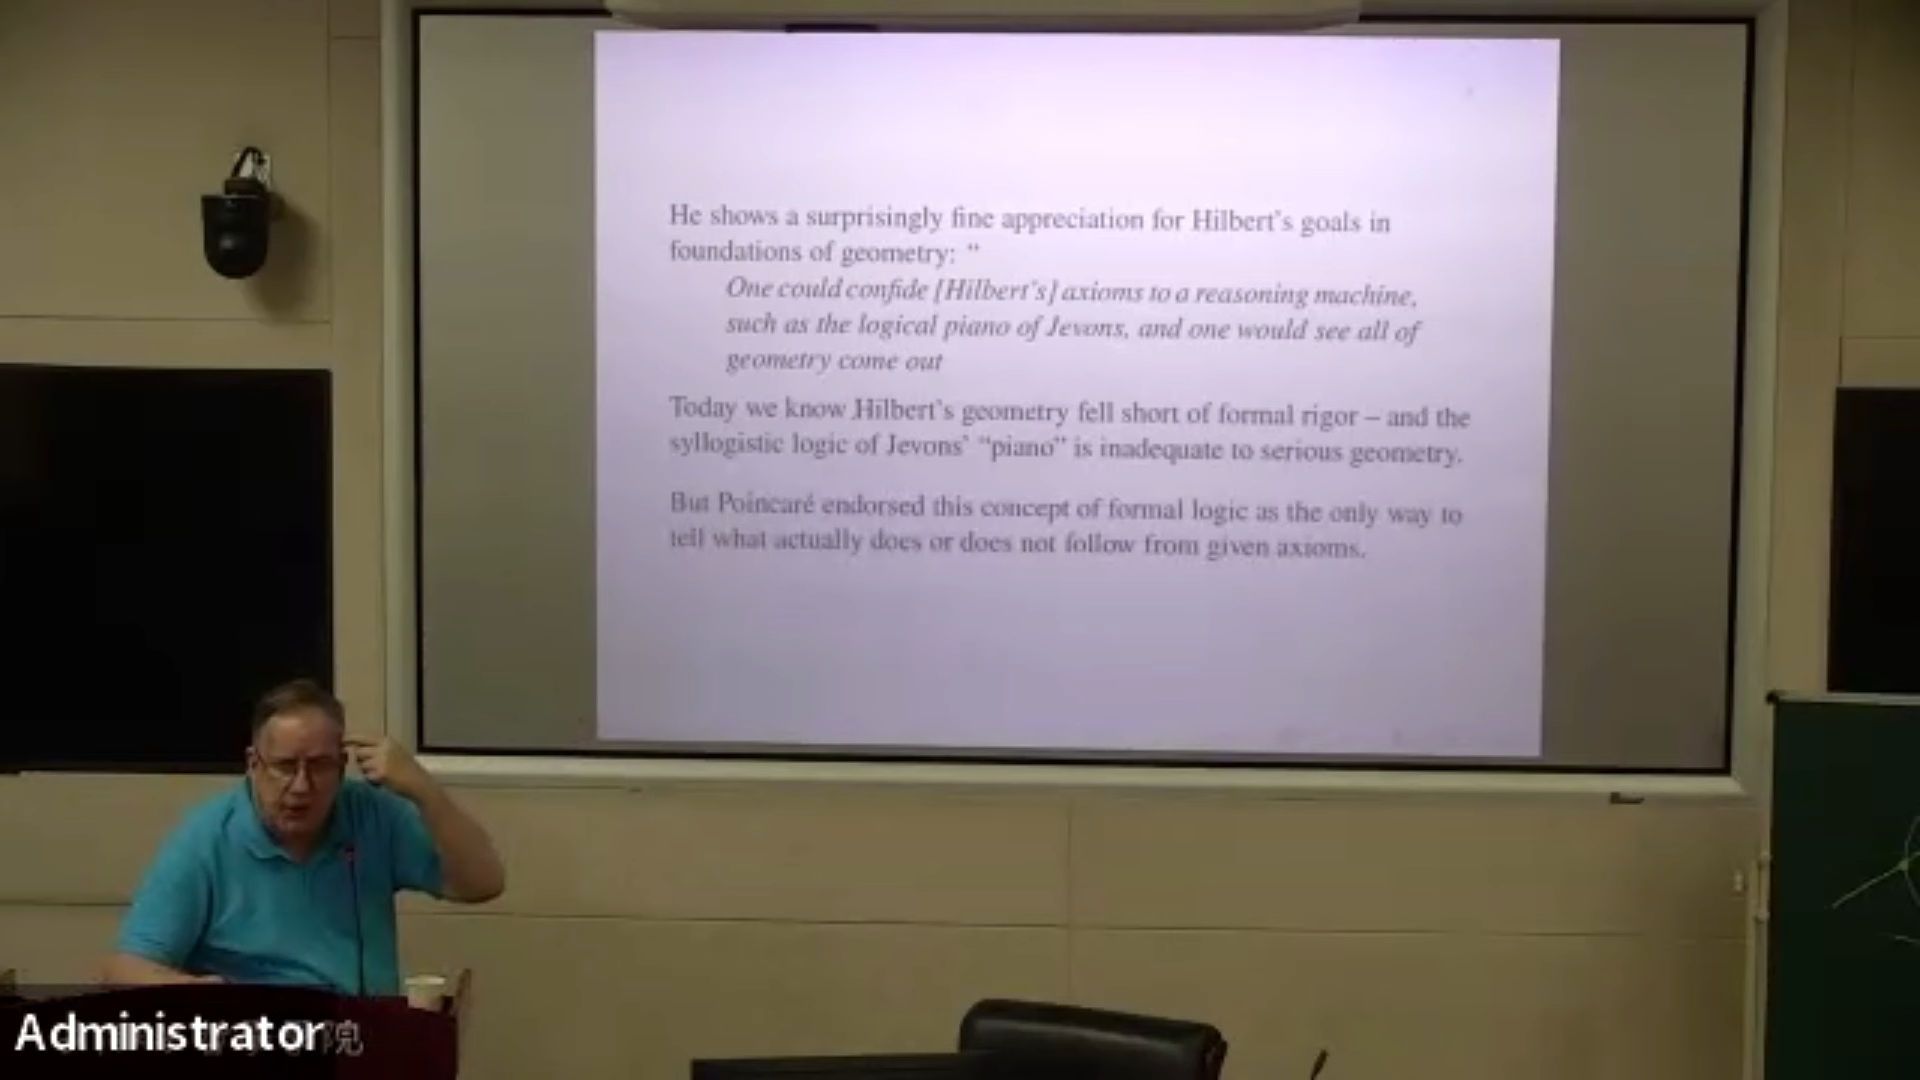 He shows a surprisingly fine appreciation for Hilbert's goals in
foundations of geometry: “
One could confide [Hilbert's] axioms to a reasoning machine,
such as the logical piano of Jevons, and one would see all of
geometry come out
Today we know Hilbert's geometry fell short of formal rigor – and the
syllogistic logic of Jevons' “piano” is inadequate to serious geometry.
But Poincaré endorsed this concept of formal logic as the only way to
tell what actually does or does not follow from given axioms.
Administrator